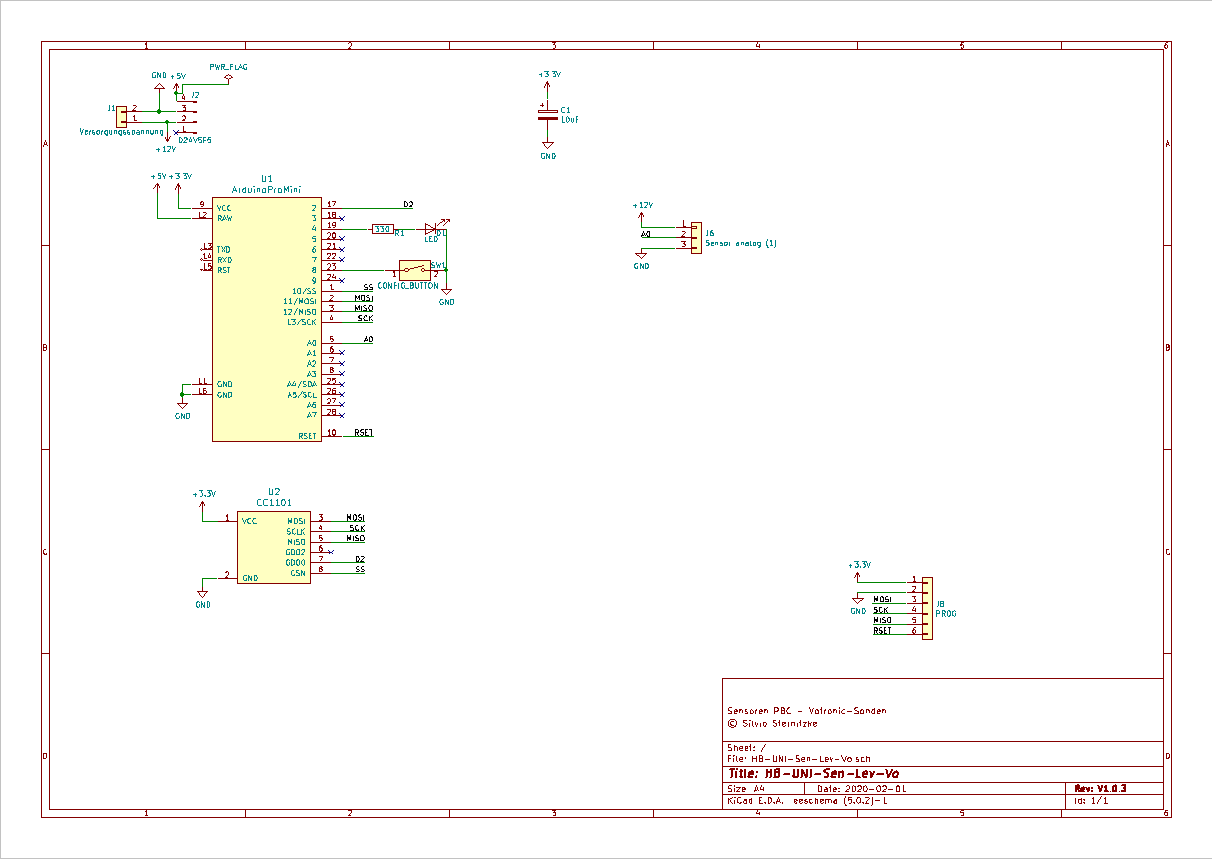 1 2 3 4 5 6
A
B
C
D
GND +5V
PWR_FLAG
J1
2
1
Versorgungsspannung
+12V
J2
4
3
2
1
D24V5F5
+3.3V
C1
10uF
GND
+5V +3.3V
U1
ArduinoProMini
9 VCC
12 RAW
13 TXD
14 RXD
15 RST
11 GND
16 GND
GND
2 17 D2
3 18
4 19
5 20
6 21
7 22
8 23
9 24
10/SS 1 SS
11/MOSI 2 MOSI
12/MISO 3 MISO
13/SCK 4 SCK
A0 5 A0
A1 6
A2 7
A3 8
A4/SDA 25
A5/SCL 26
A6 27
A7 28
RSET 10 RSET
330 R1
D1
LED
SW1
1 2
CONFIG_BUTTON
GND
+12V
A0
GND
1
2
3
J6
Sensor analog (1)
+3.3V
U2
CC1101
1 VCC
2 GND
GND
MOSI 3 MOSI
SCLK 4 SCK
MISO 5 MISO
GDO2 6
GDO0 7 D2
CSN 8 SS
+3.3V
GND
1
2
MOSI 3
SCK 4
MISO 5
RSET 6
J8
PROG
Sensoren PBC - Votronic-Sonden
© Silvio Steinitzke
Sheet: /
File: HB-UNI-Sen-Lev-Vo.sch
Title: HB-UNI-Sen-Lev-Vo
Size: A4 Date: 2020-02-01 Rev: V1.0.3
KiCad E.D.A. eeschema (5.0.2)-1 Id: 1/1
1 2 3 4 5 6
A
B
C
D